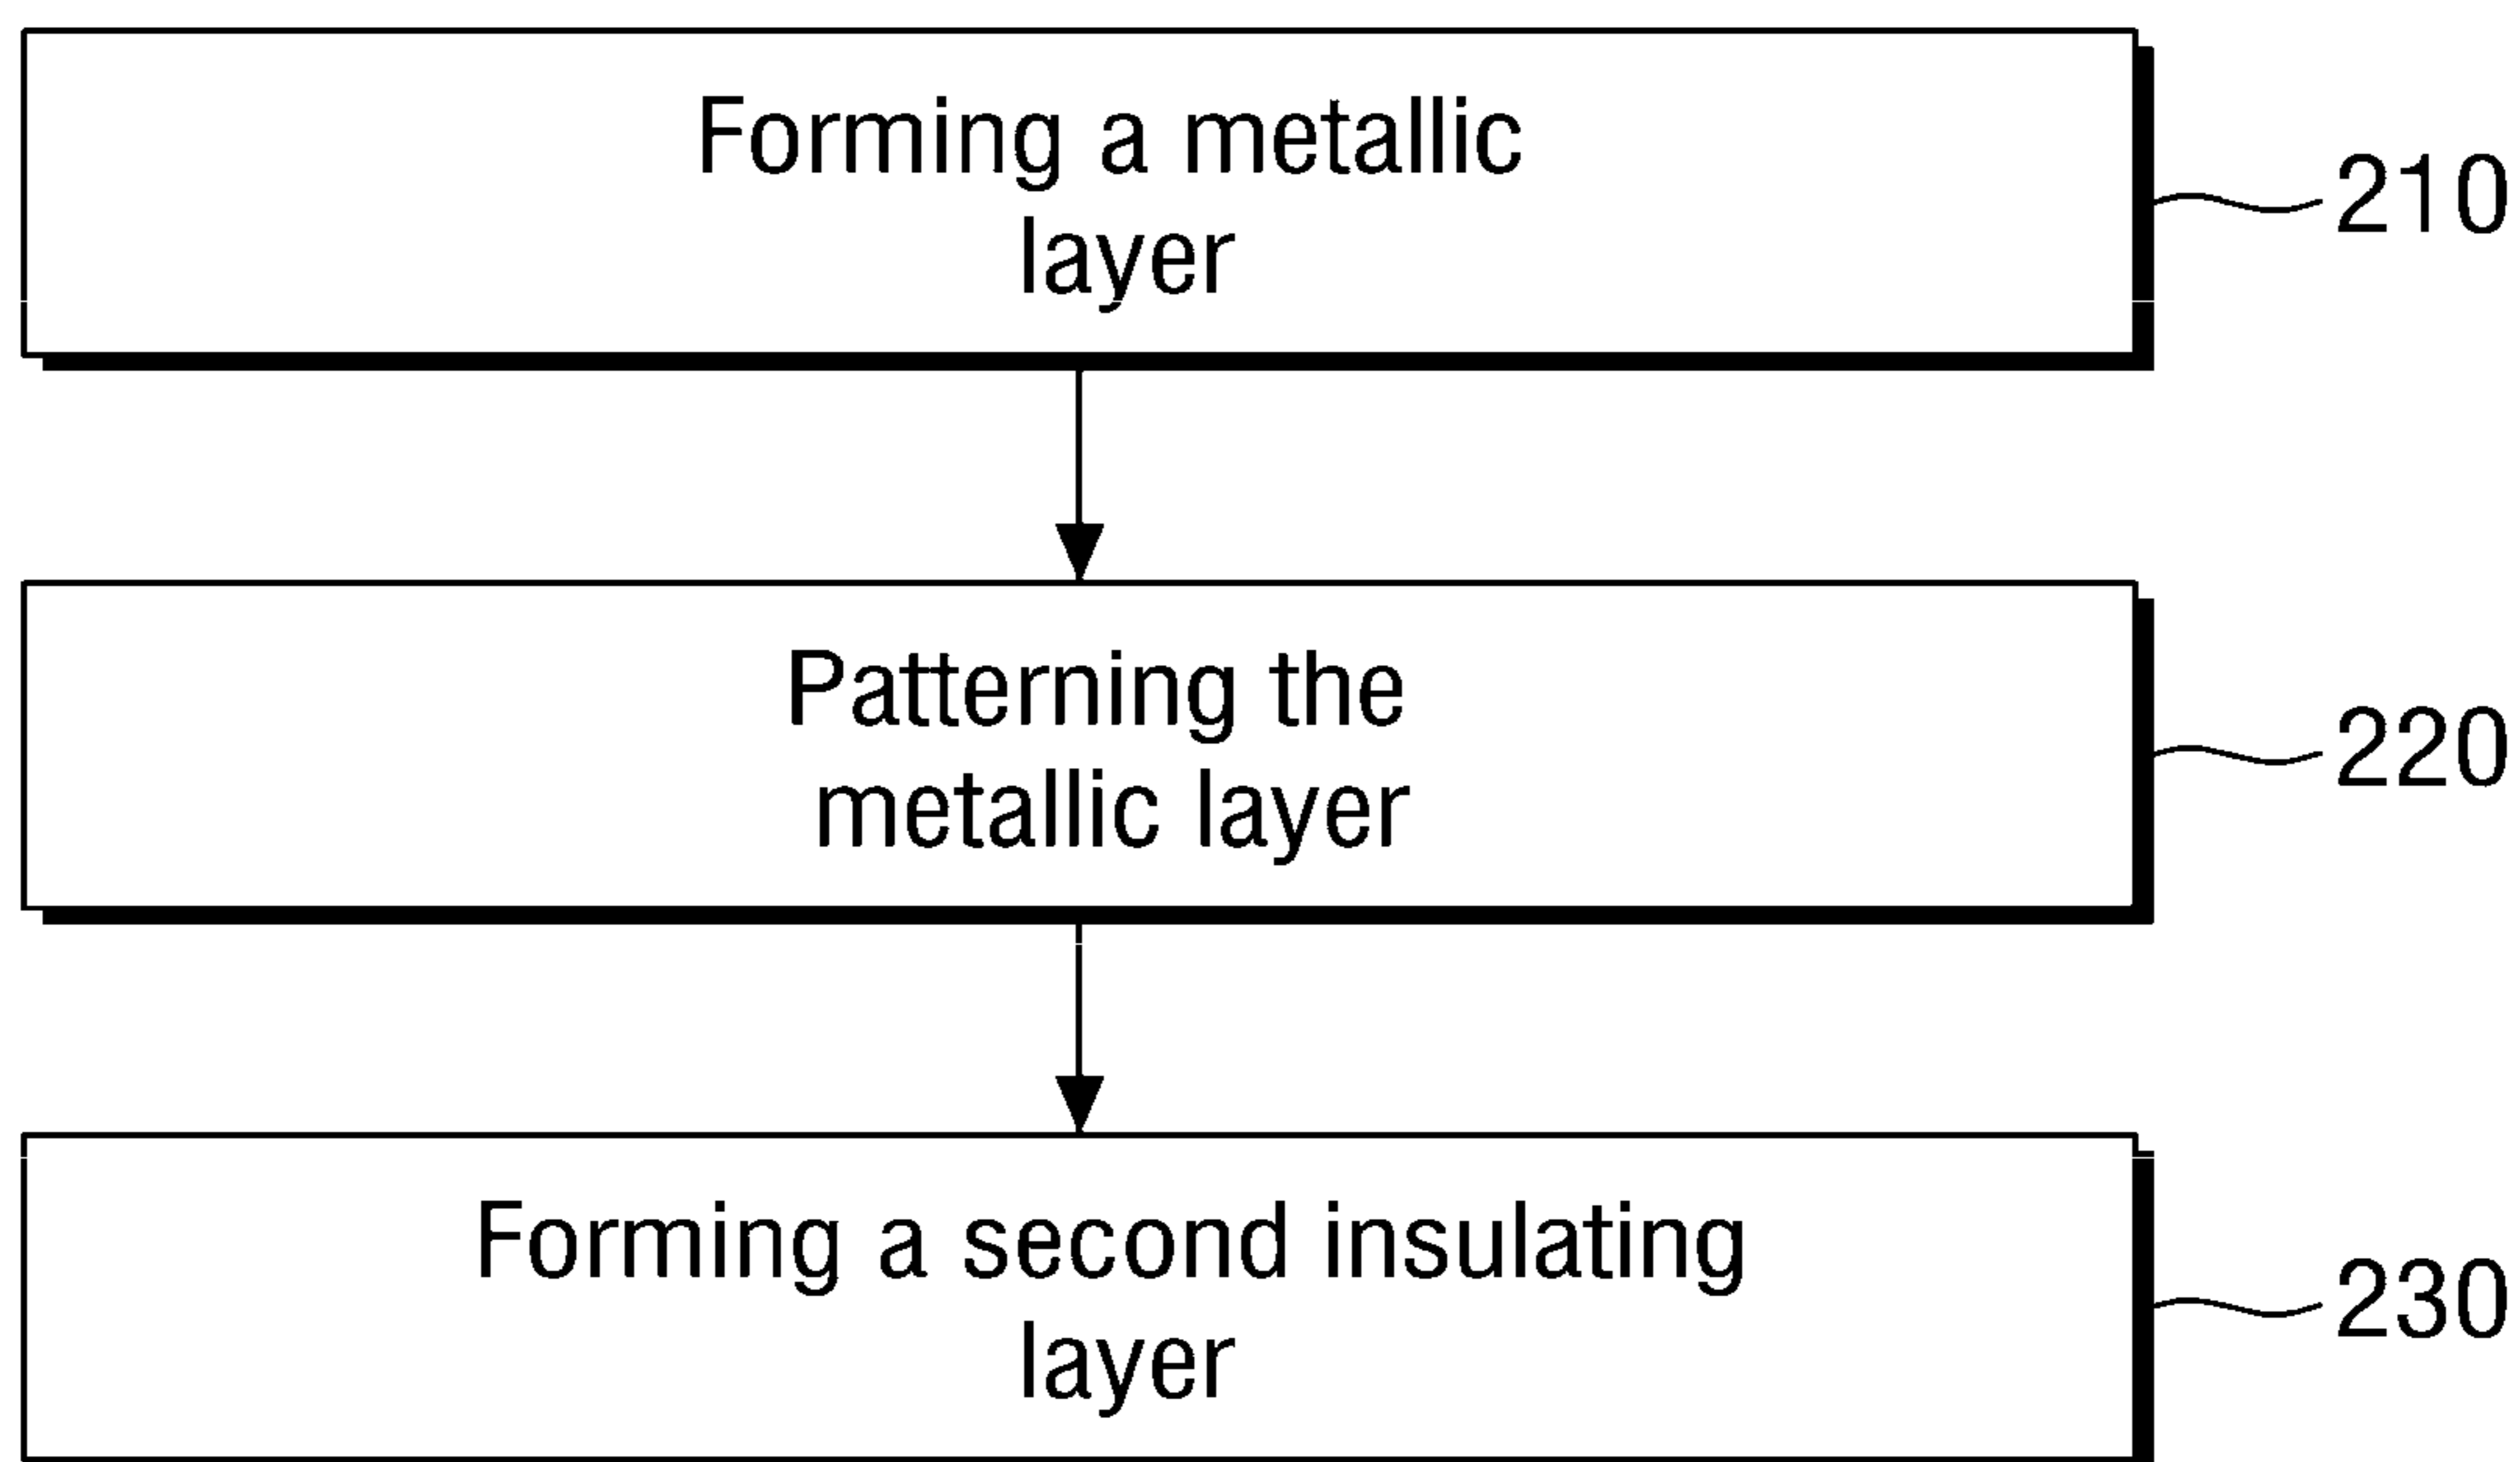 Forming a metallic
layer
210
Patterning the
metallic layer
220
Forming a second insulating
layer
230